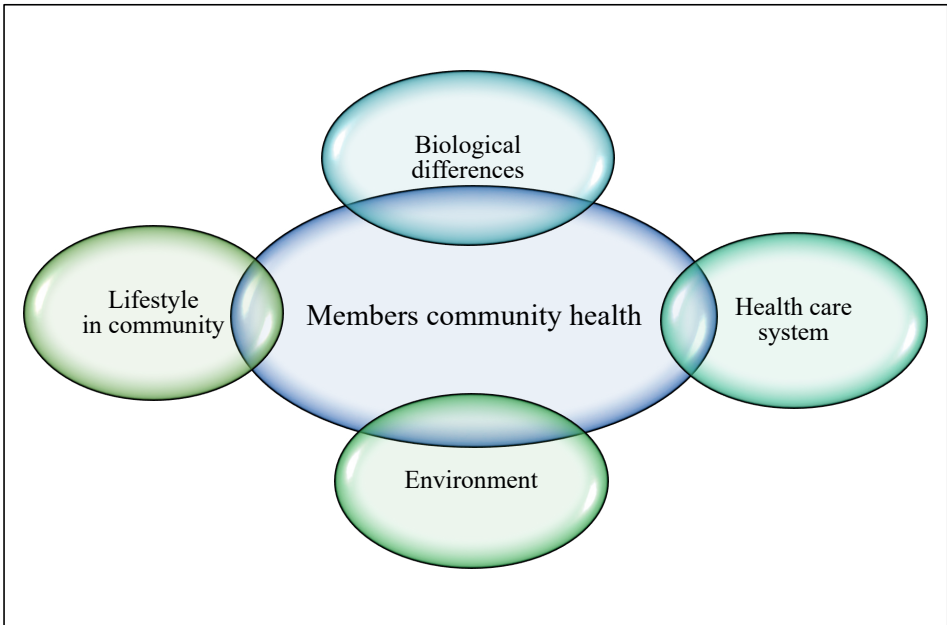 Biological
differences
Lifestyle
in community
Members community health
Health care
system
Environment